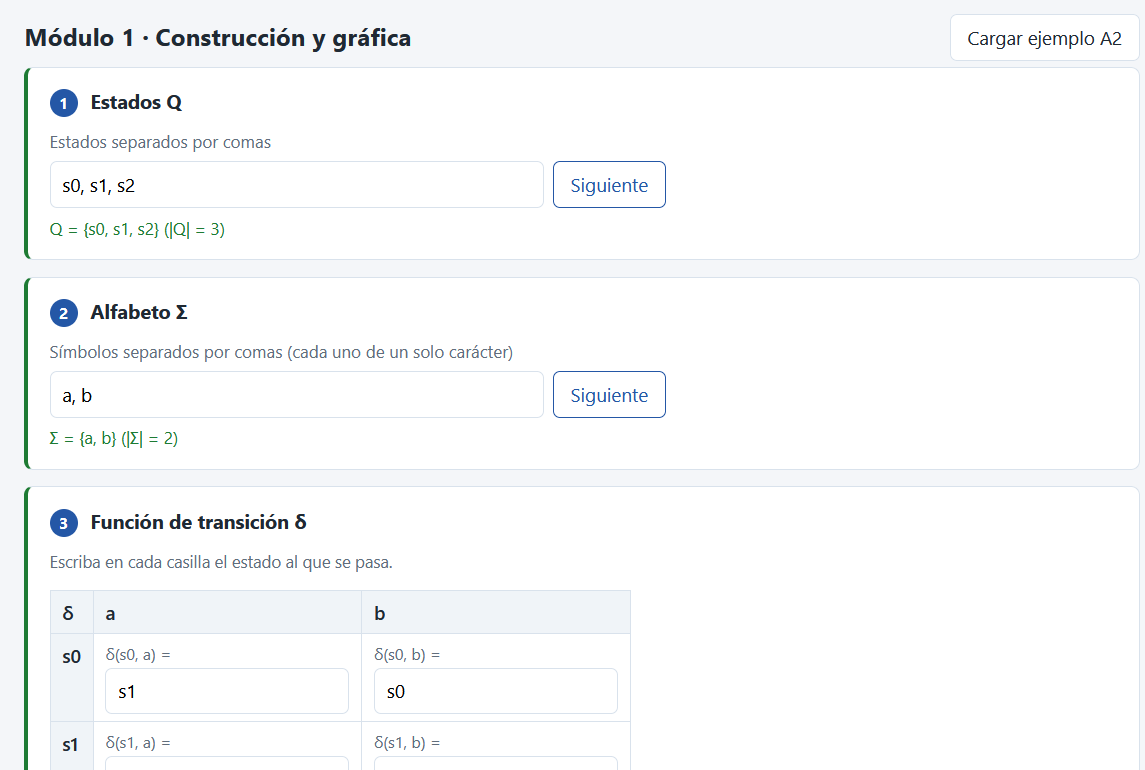 Módulo 1 · Construcción y gráfica
Cargar ejemplo A2
1 Estados Q
Estados separados por comas
s0, s1, s2
Siguiente
Q = {s0, s1, s2} (|Q| = 3)
2 Alfabeto Σ
Símbolos separados por comas (cada uno de un solo carácter)
a, b
Siguiente
Σ = {a, b} (|Σ| = 2)
3 Función de transición δ
Escriba en cada casilla el estado al que se pasa.
δ a b
s0 δ(s0, a) = δ(s0, b) =
s1 s0
s1 δ(s1, a) = δ(s1, b) =